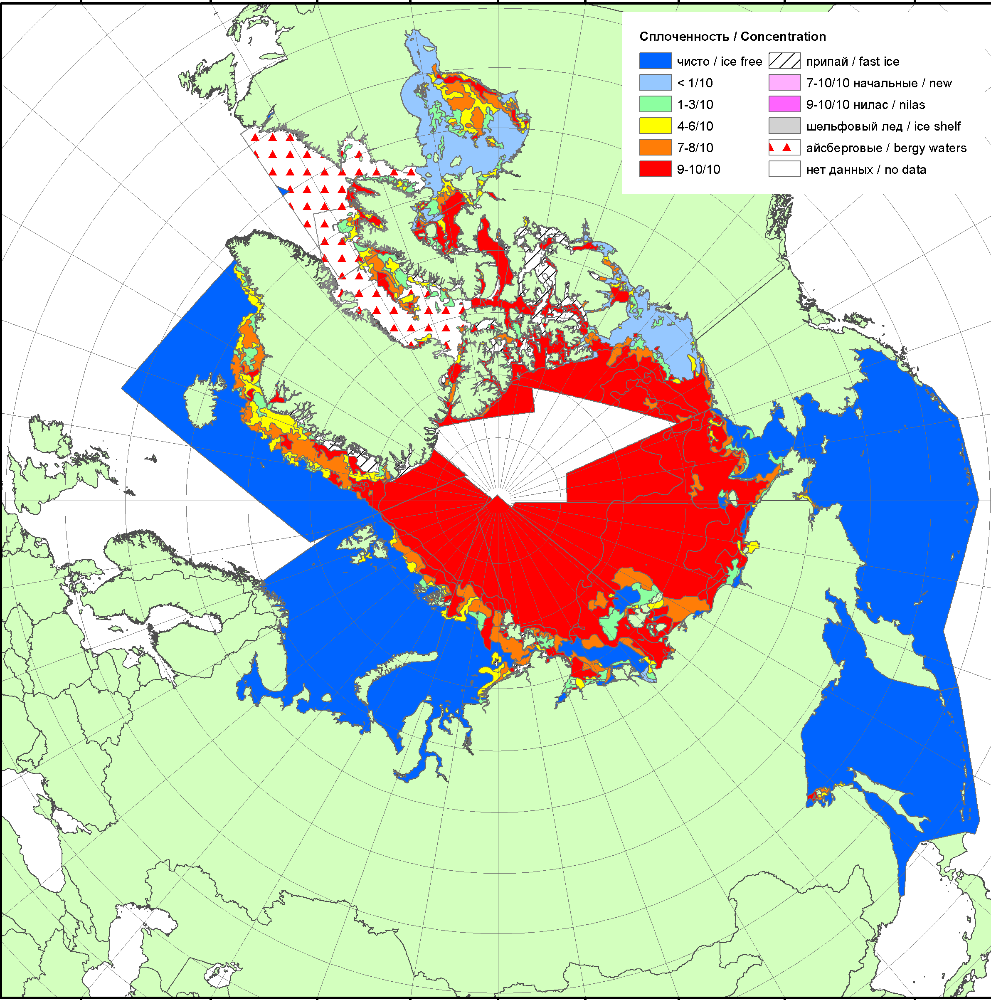 Сплоченность / Concentration
чисто / ice free
< 1/10
1-3/10
4-6/10
7-8/10
9-10/10
припай / fast ice
7-10/10 начальные / new
9-10/10 нилас / nilas
шельфовый лед / ice shelf
айсберговые / bergy waters
нет данных / no data